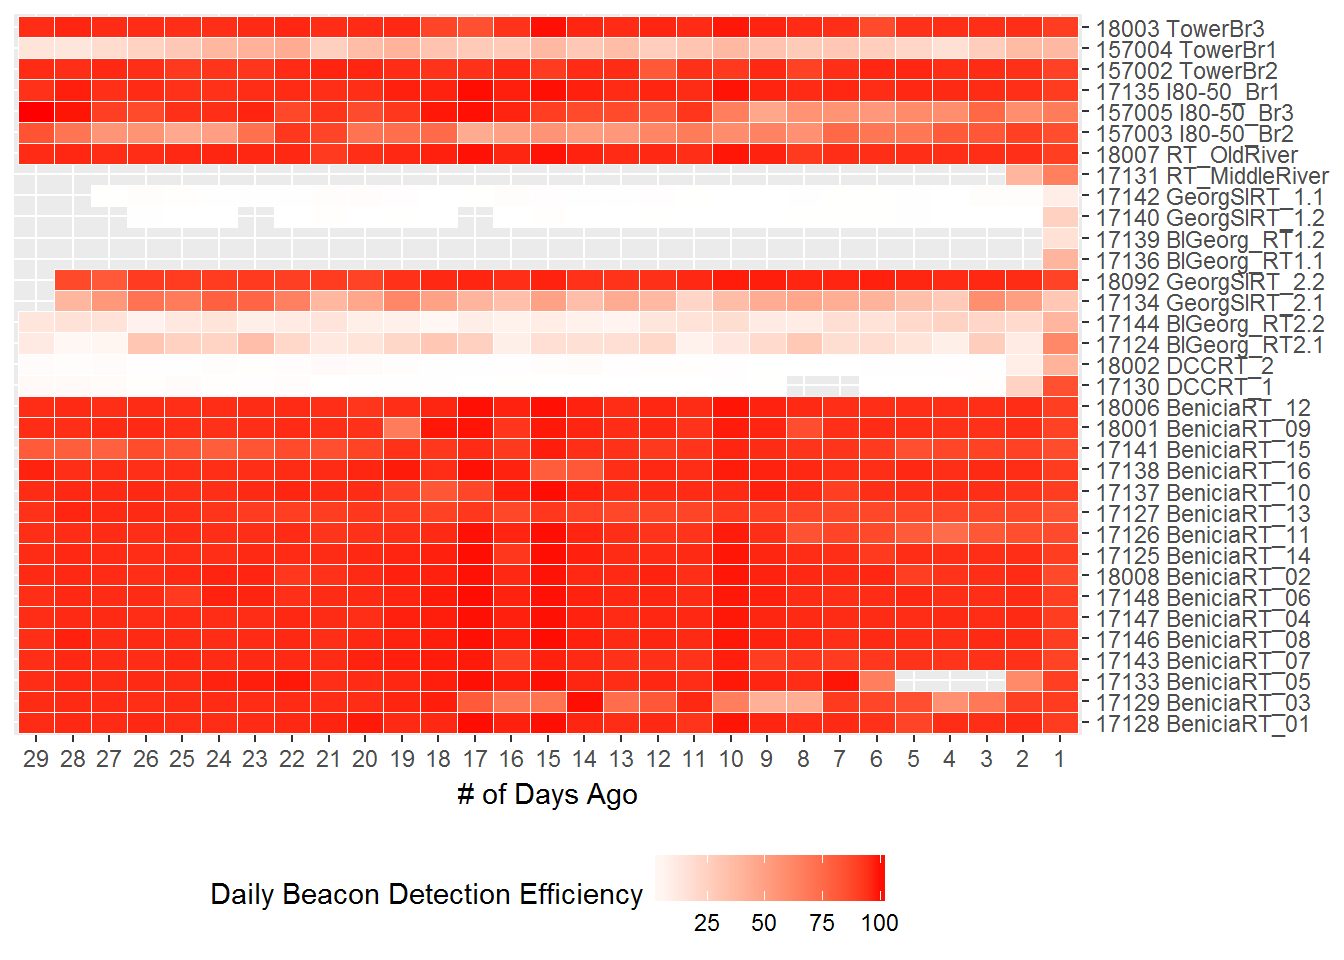 18003 TowerBr3
157004 TowerBr1
157002 TowerBr2
17135 I80-50_Br1
157005 I80-50_Br3
157003 I80-50_Br2
18007 RT_OldRiver
17131 RT_MiddleRiver
17142 GeorgSlRT_1.1
17140 GeorgSlRT_1.2
17139 BlGeorg_RT1.2
17136 BlGeorg_RT1.1
18092 GeorgSlRT_2.2
17134 GeorgSlRT_2.1
17144 BlGeorg_RT2.2
17124 BlGeorg_RT2.1
18002 DCCRT_2
17130 DCCRT_1
18006 BeniciaRT_12
18001 BeniciaRT_09
17141 BeniciaRT_15
17138 BeniciaRT_16
17137 BeniciaRT_10
17127 BeniciaRT_13
17126 BeniciaRT_11
17125 BeniciaRT_14
18008 BeniciaRT_02
17148 BeniciaRT_06
17147 BeniciaRT_04
17146 BeniciaRT_08
17143 BeniciaRT_07
17133 BeniciaRT_05
17129 BeniciaRT_03
17128 BeniciaRT_01
29 28 27 26 25 24 23 22 21 20 19 18 17 16 15 14 13 12 11 10 9 8 7 6 5 4 3 2 1
# of Days Ago
Daily Beacon Detection Efficiency
25 50 75 100